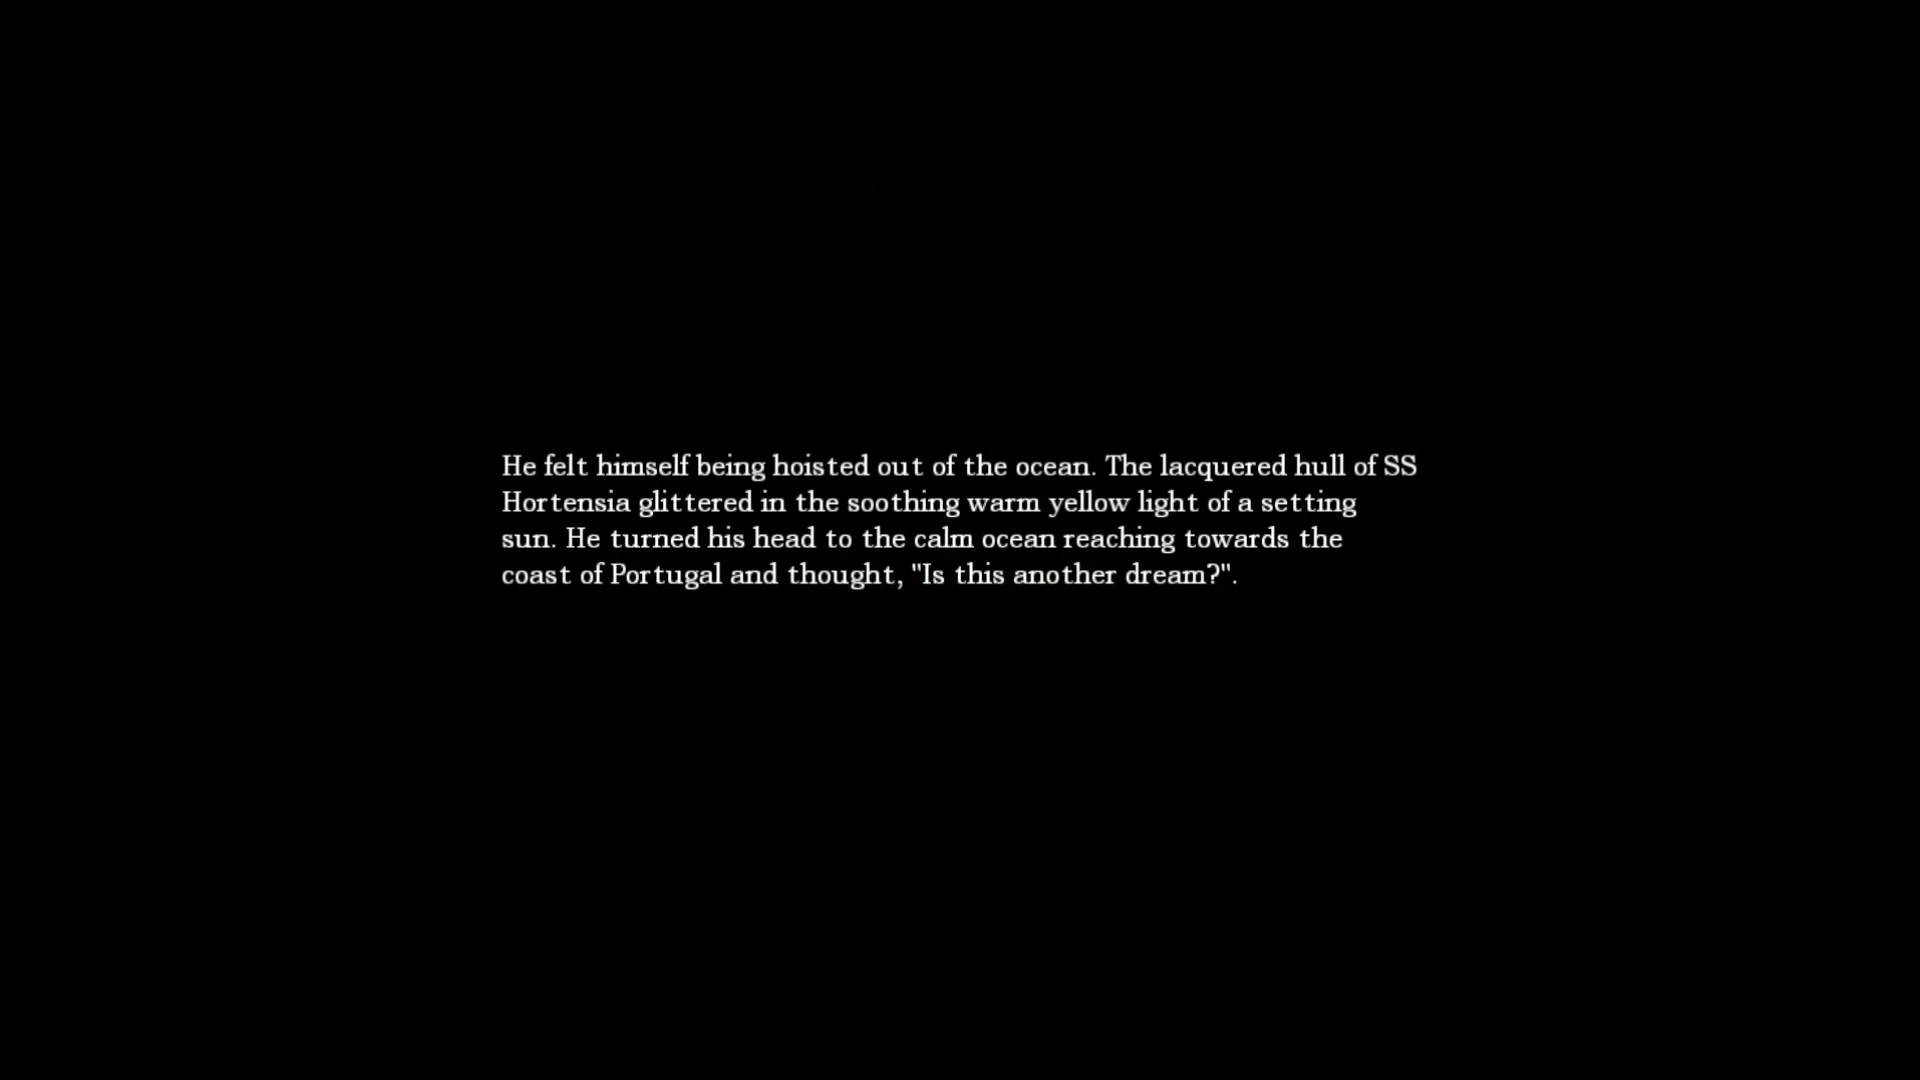 He felt himself being hoisted out of the ocean. The lacquered hull of SS
Hortensia glittered in the soothing warm yellow light of a setting
sun. He turned his head to the calm ocean reaching towards the
coast of Portugal and thought, "Is this another dream?".